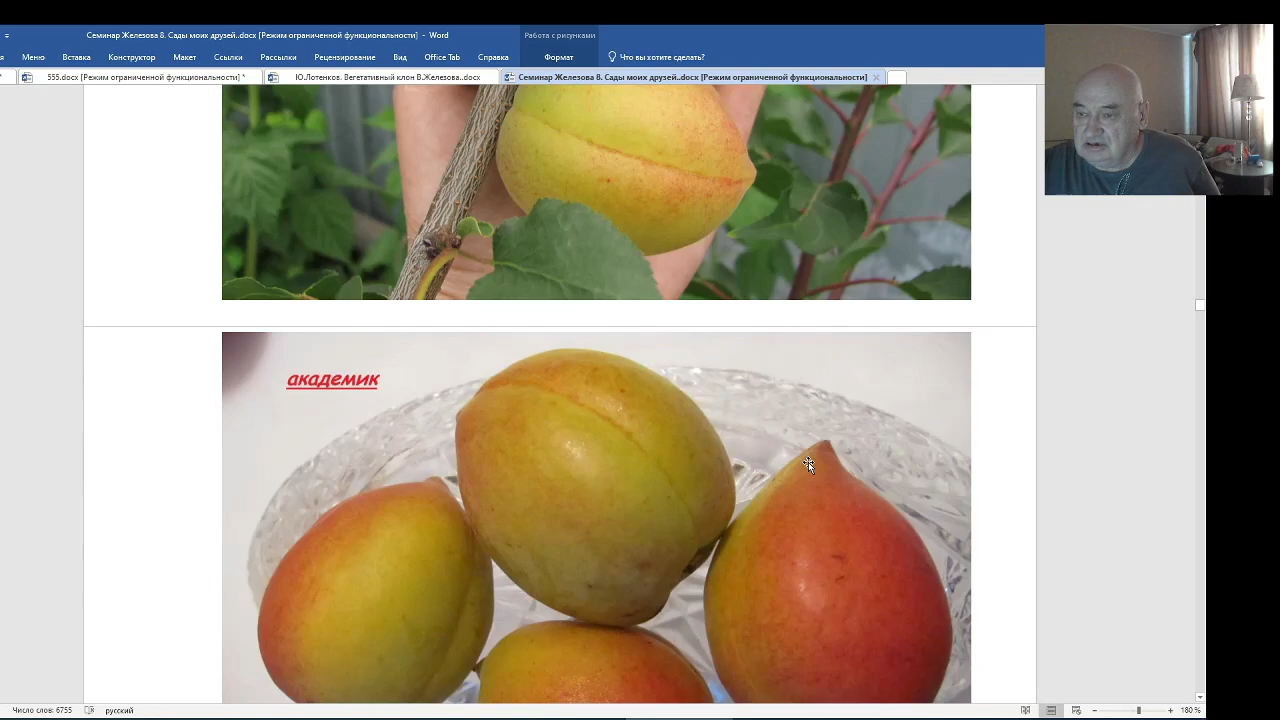 Семинар Железова 8. Сады моих друзей..docx [Режим ограниченной функциональности] - Word
Работа с рисунками
Меню Вставка Конструктор Макет Ссылки Рассылки Рецензирование Вид Office Tab Справка Формат Что вы хотите сделать?
555.docx [Режим ограниченной функциональности] * Ю.Лотенков. Вегетативный клон В.Железова..docx Семинар Железова 8. Сады моих друзей..docx [Режим ограниченной функциональности]
академик
Число слов: 6755 русский 180 %